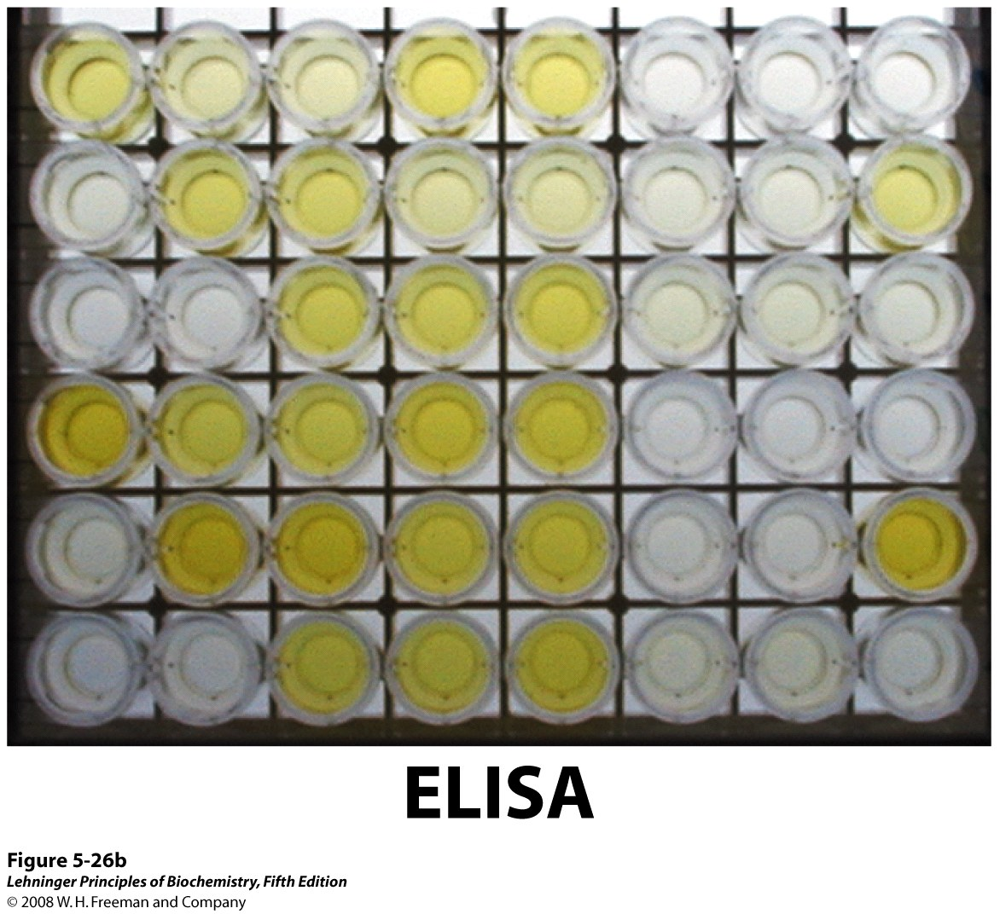 ELISA
Figure 5-26b
Lehninger Principles of Biochemistry, Fifth Edition
© 2008 W. H. Freeman and Company